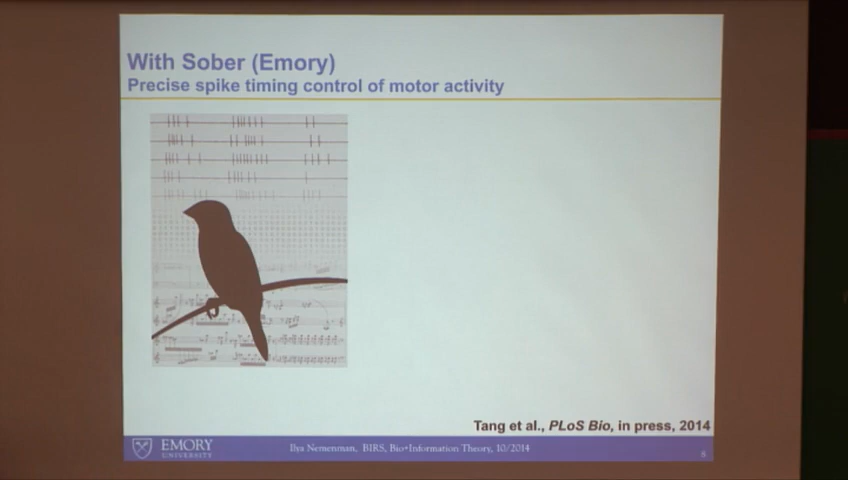 With Sober (Emory)
Precise spike timing control of motor activity
Tang et al., PLoS Bio, in press, 2014
EMORY
UNIVERSITY
Ilya Nemenman, BIRS, Bio+Information Theory, 10/2014
8